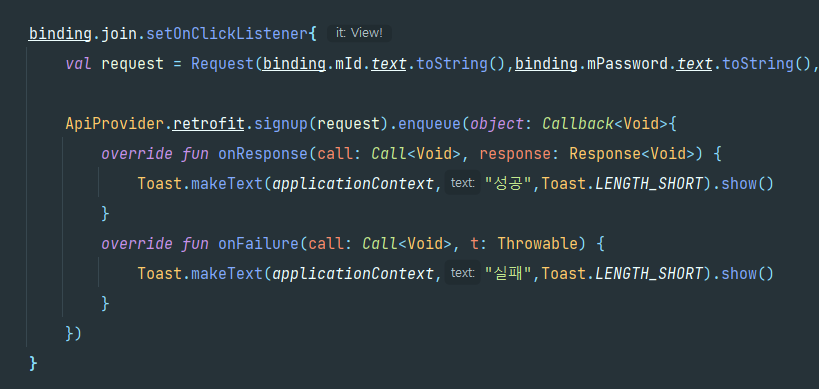 binding.join.setOnClickListener{ it: View!
val request = Request(binding.mId.text.toString(),binding.mPassword.text.toString(),
ApiProvider.retrofit.signup(request).enqueue(object: Callback<Void>{
override fun onResponse(call: Call<Void>, response: Response<Void>) {
Toast.makeText(applicationContext, text: "성공",Toast.LENGTH_SHORT).show()
}
override fun onFailure(call: Call<Void>, t: Throwable) {
Toast.makeText(applicationContext, text: "실패",Toast.LENGTH_SHORT).show()
}
})
}